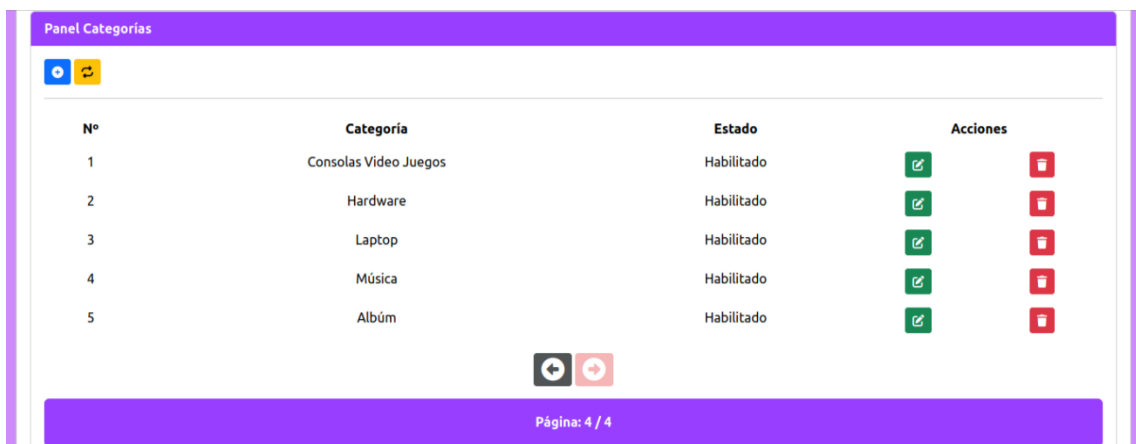 Panel Categorías
Nº Categoría Estado Acciones
1 Consolas Video Juegos Habilitado
2 Hardware Habilitado
3 Laptop Habilitado
4 Música Habilitado
5 Albúm Habilitado
Página: 4 / 4